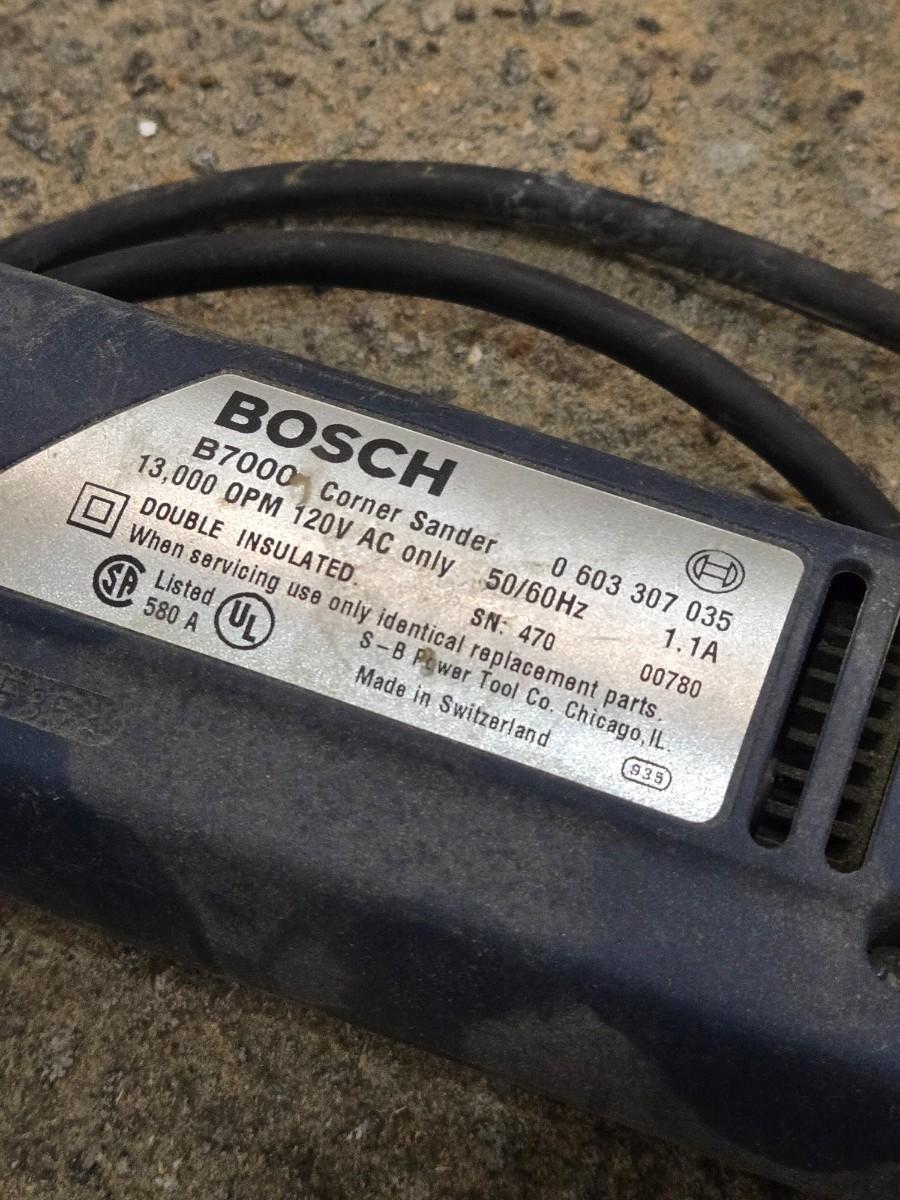 BOSCH
B7000 Corner Sander 0 603 307 035
13,000 OPM 120V AC only 50/60Hz 1.1A
DOUBLE INSULATED. SN: 470 00780
When servicing use only identical replacement parts.
Listed S-B Power Tool Co. Chicago, IL.
580 A Made in Switzerland
SA
UL
935